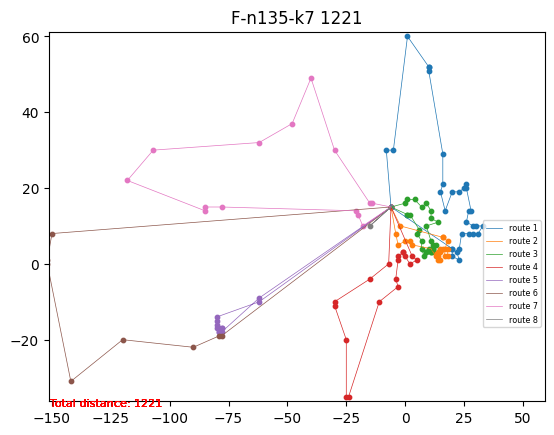 F-n135-k7 1221
60
40
20
0
−20
−150
−125
−100
−75
−50
−25
0
25
50
route 1
route 2
route 3
route 4
route 5
route 6
route 7
route 8
Total distance: 1221